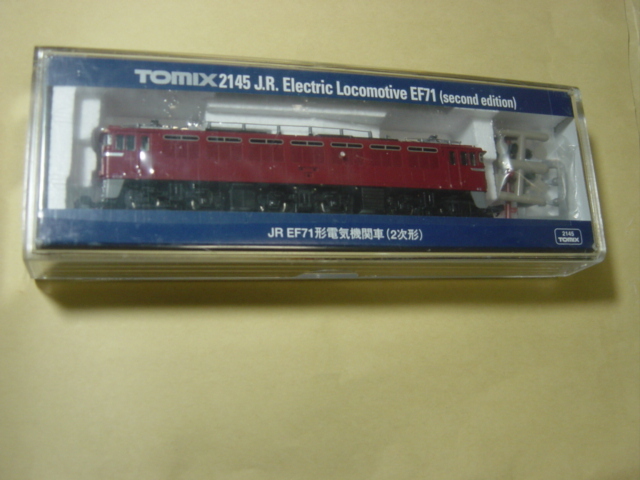 TOMIX 2145 J.R. Electric Locomotive EF71 (second edition)
JR EF71形電気機関車(2次形)
2145
TOMIX